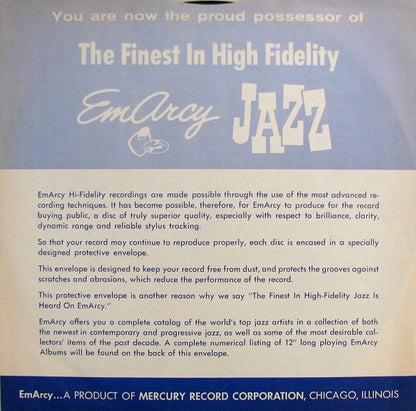 You are now the proud possessor of
The Finest In High Fidelity
EmArcy JAZZ
EmArcy Hi-Fidelity recordings are made possible through the use of the most advanced re-
cording techniques. It has become possible, therefore, for EmArcy to produce for the record
buying public, a disc of truly superior quality, especially with respect to brilliance, clarity,
dynamic range and reliable stylus tracking.
So that your record may continue to reproduce properly, each disc is encased in a specially
designed protective envelope.
This envelope is designed to keep your record free from dust, and protects the grooves against
scratches and abrasions, which reduce the performance of the record.
This protective envelope is another reason why we say "The Finest In High-Fidelity Jazz Is
Heard On EmArcy."
EmArcy offers you a complete catalog of the world's top jazz artists in a collection of both
the newest in contemporary and progressive jazz, as well as some of the most desirable col-
lectors' items of the past decade. A complete numerical listing of 12" long playing EmArcy
Albums will be found on the back of this envelope.
EmArcy...A PRODUCT OF MERCURY RECORD CORPORATION, CHICAGO, ILLINOIS